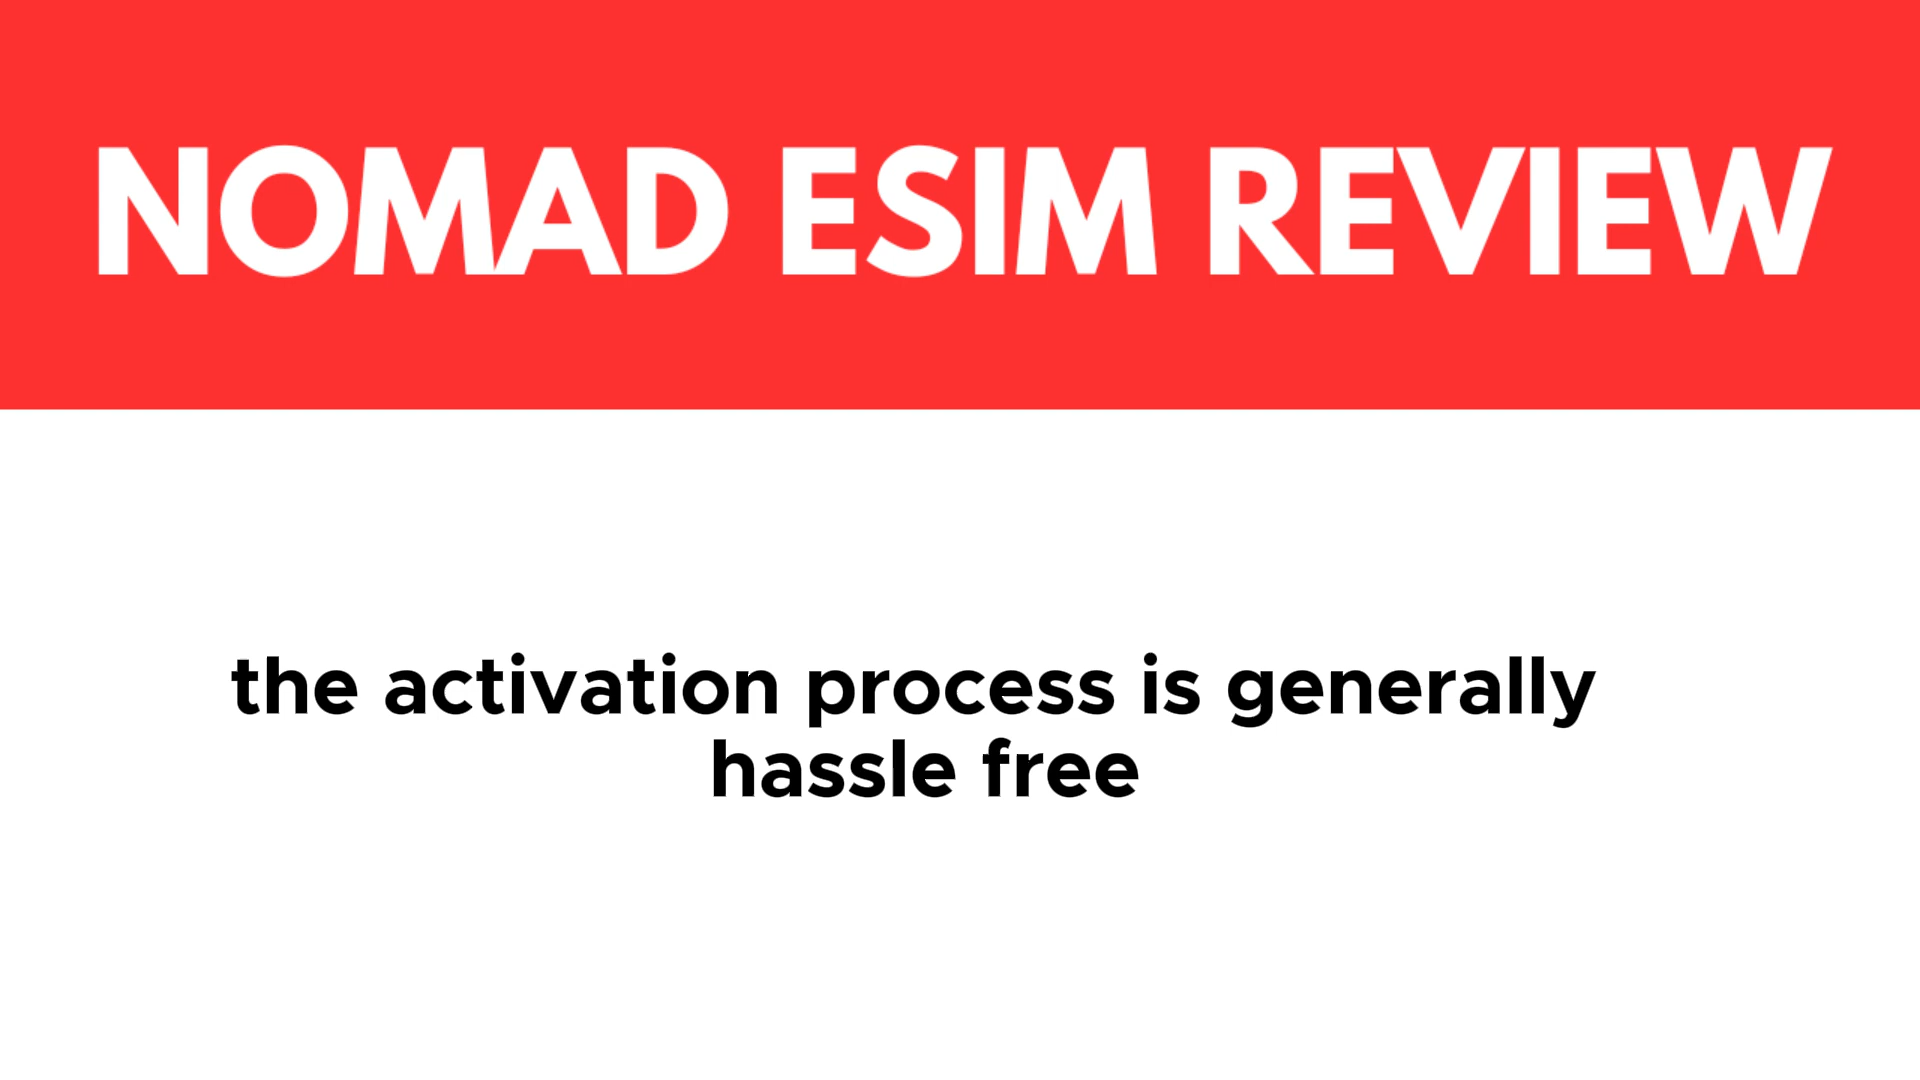 NOMAD ESIM REVIEW
the activation process is generally
hassle free